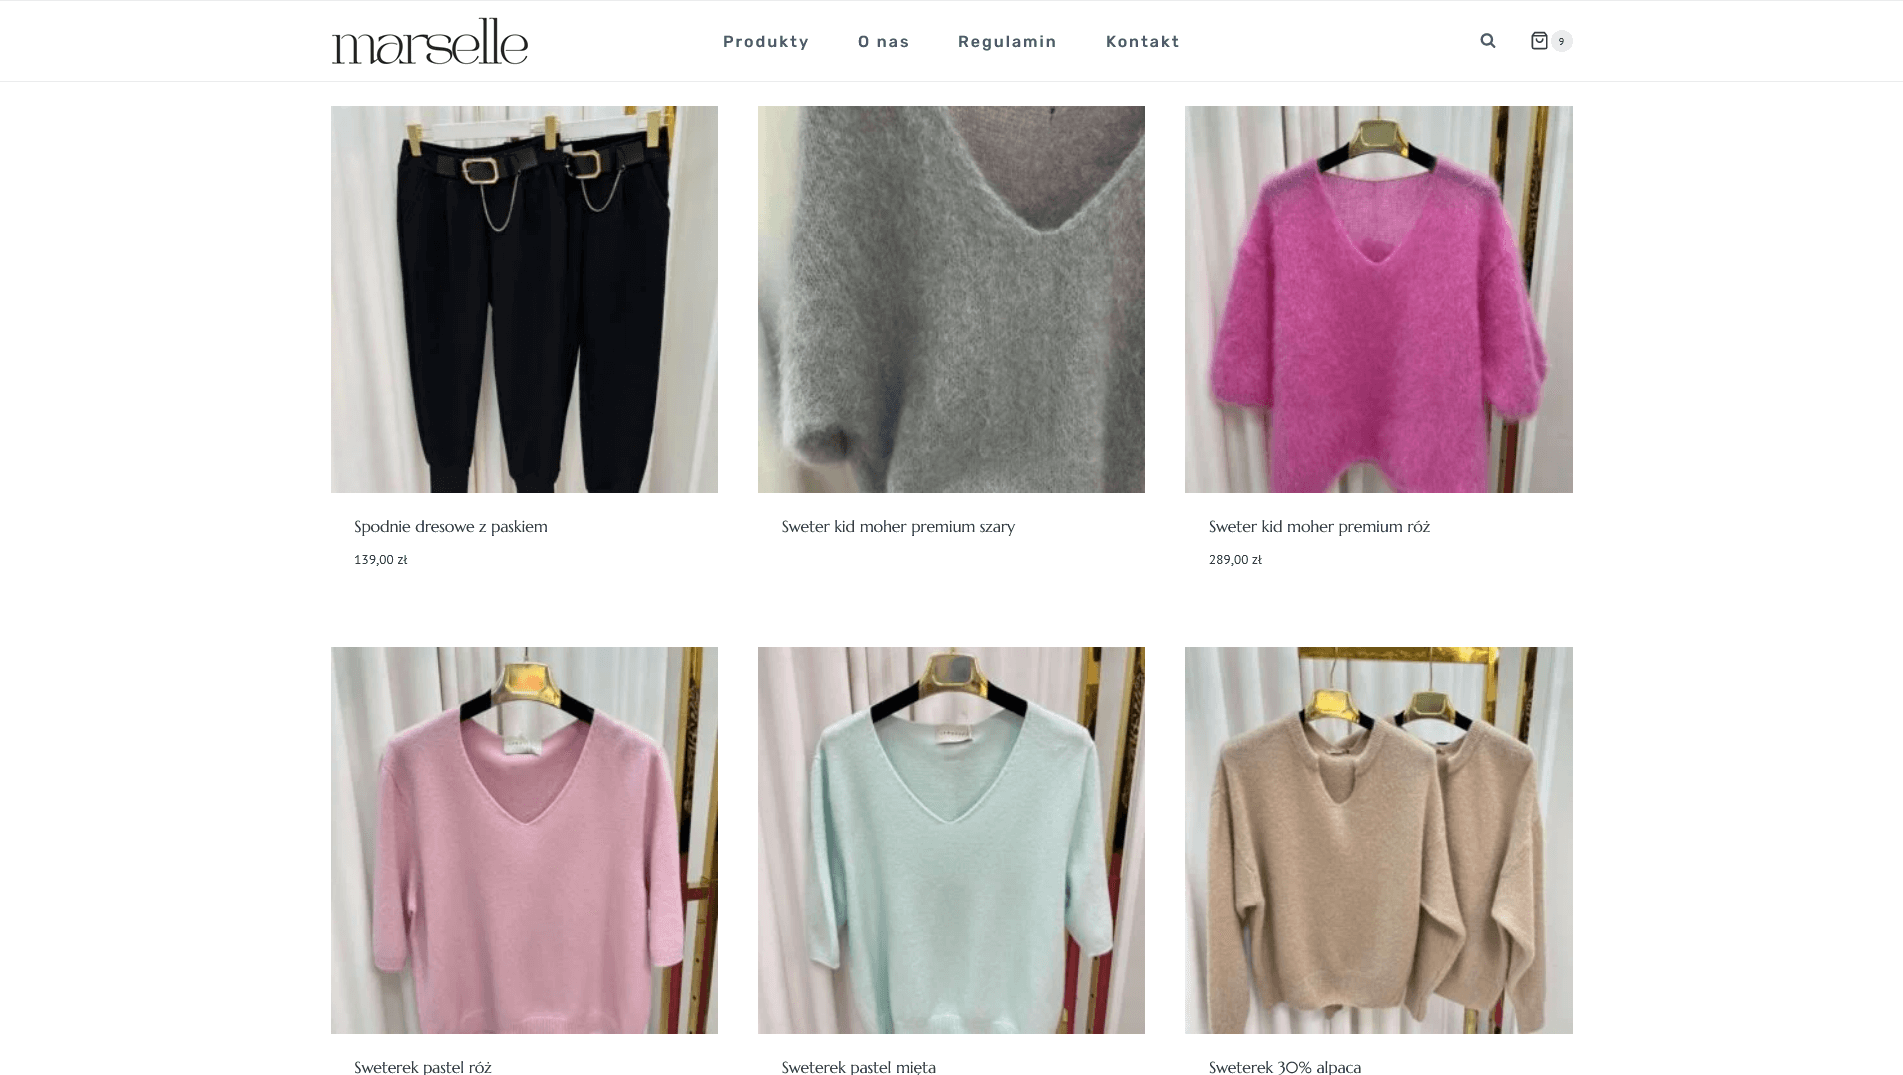 marselle
Produkty
O nas
Regulamin
Kontakt
9
Spodnie dresowe z paskiem
139,00 zł
Sweter kid moher premium szary
Sweter kid moher premium róż
289,00 zł
Sweterek pastel róż
Sweterek pastel mięta
Sweterek 30% alpaca